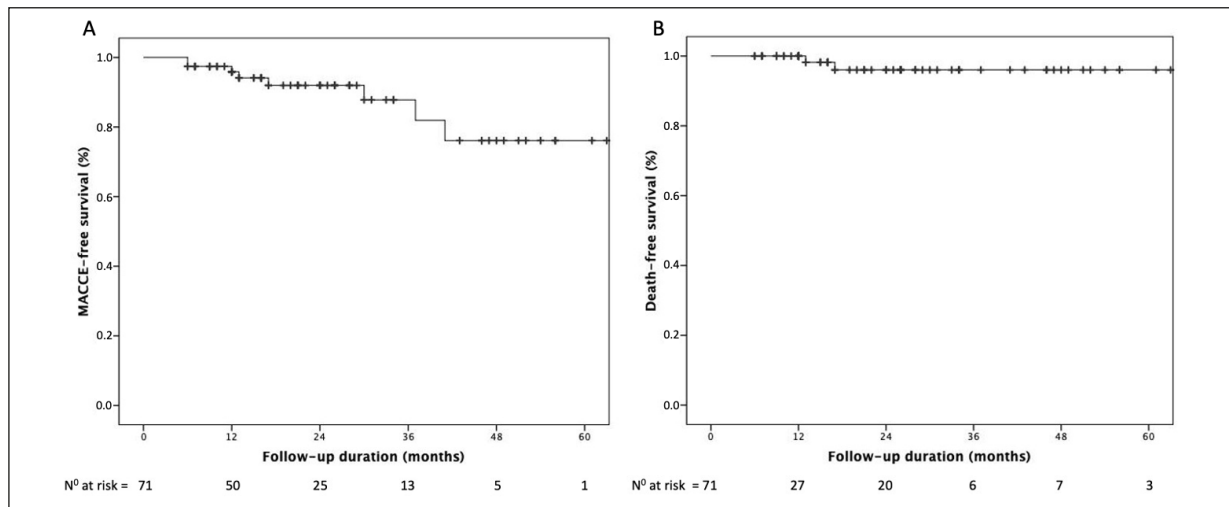 A
B
1.0
0.8
0.6
0.4
0.2
0.0
MACCE-free survival (%)
0 12 24 36 48 60
Follow-up duration (months)
N⁰ at risk = 71 50 25 13 5 1
1.0
0.8
0.6
0.4
0.2
0.0
Death-free survival (%)
0 12 24 36 48 60
Follow-up duration (months)
N⁰ at risk = 71 27 20 6 7 3